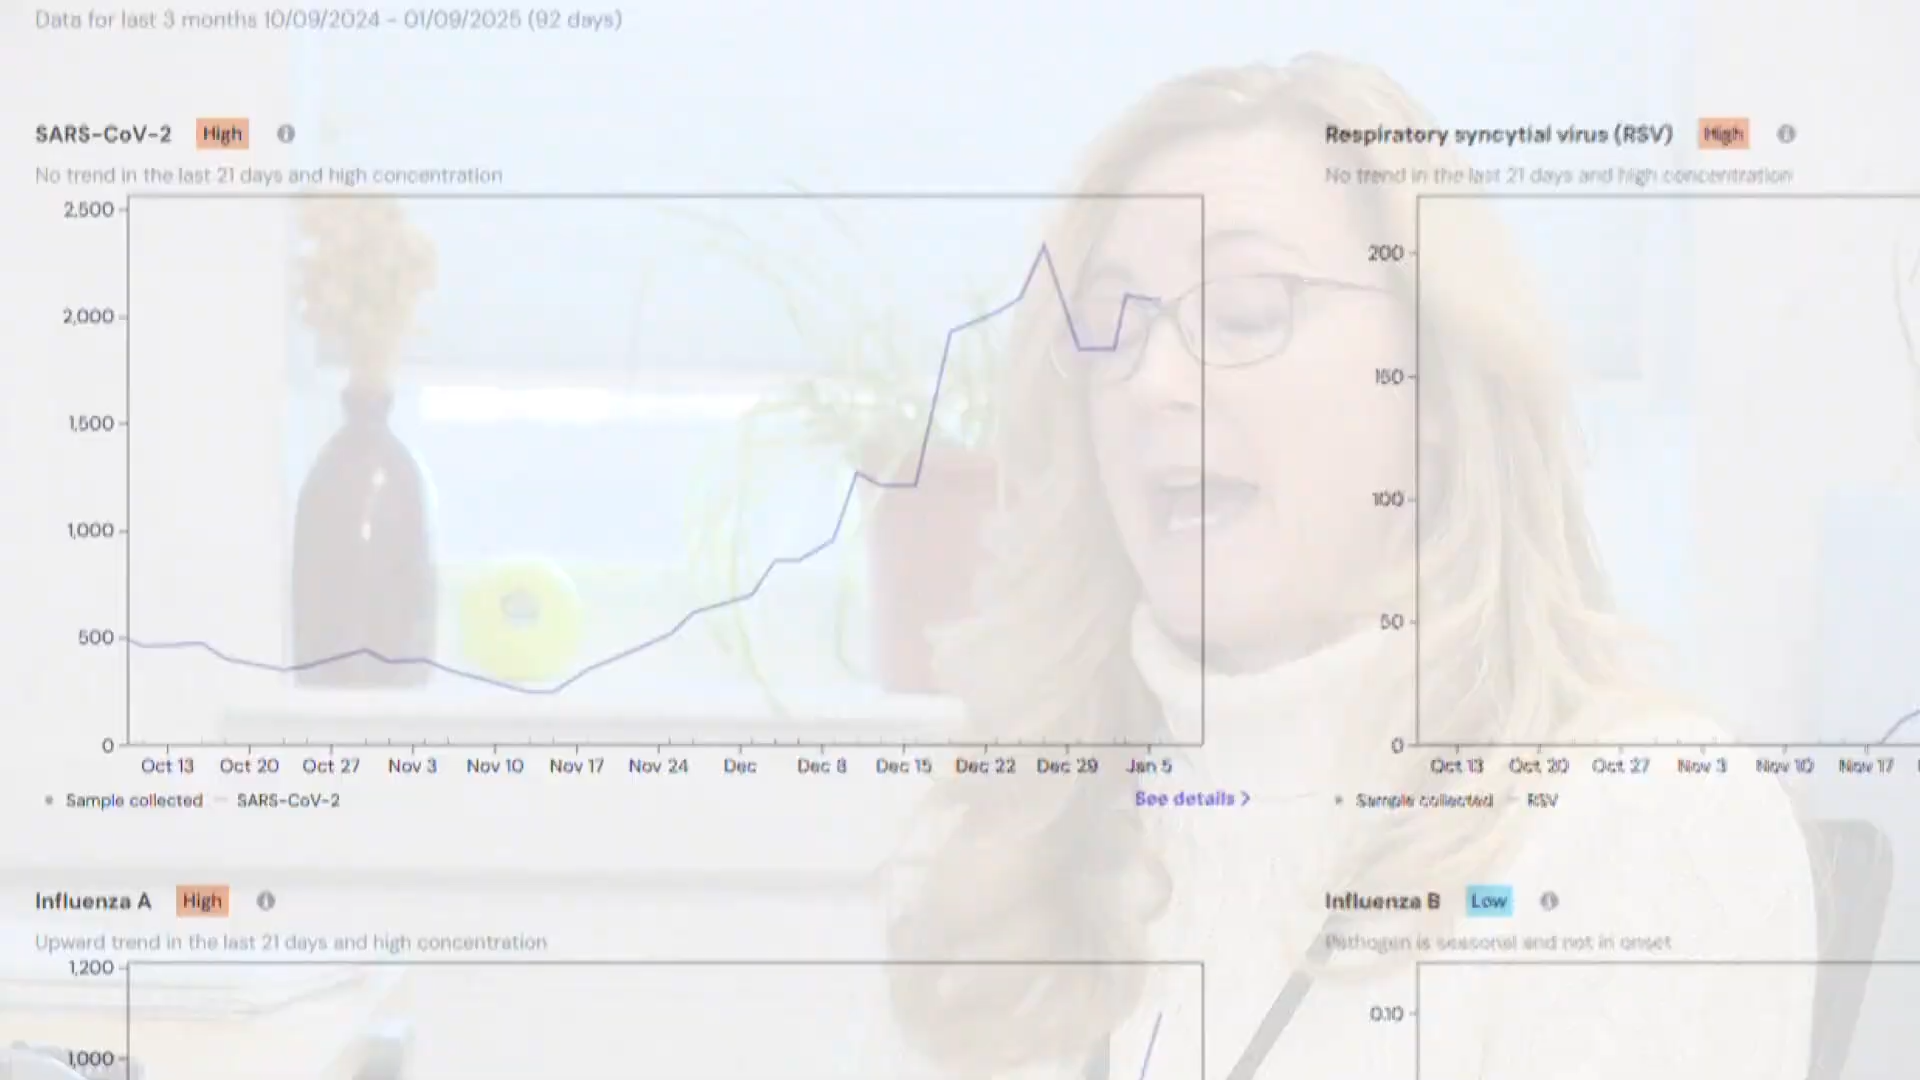 Data for last 3 months 10/09/2024 - 01/09/2025 (92 days)
SARS-CoV-2 High
No trend in the last 21 days and high concentration
2,500
2,000
1,500
1,000
500
0
Oct 13 Oct 20 Oct 27 Nov 3 Nov 10 Nov 17 Nov 24 Dec Dec 8 Dec 15 Dec 22 Dec 29 Jan 5
Sample collected SARS-CoV-2
See details >
Respiratory syncytial virus (RSV) High
No trend in the last 21 days and high concentration
200
150
100
50
0
Oct 13 Oct 20 Oct 27 Nov 3 Nov 10 Nov 17
Sample collected RSV
Influenza A High
Upward trend in the last 21 days and high concentration
1,200
1,000
Influenza B Low
Pathogen is seasonal and not in onset
0.10